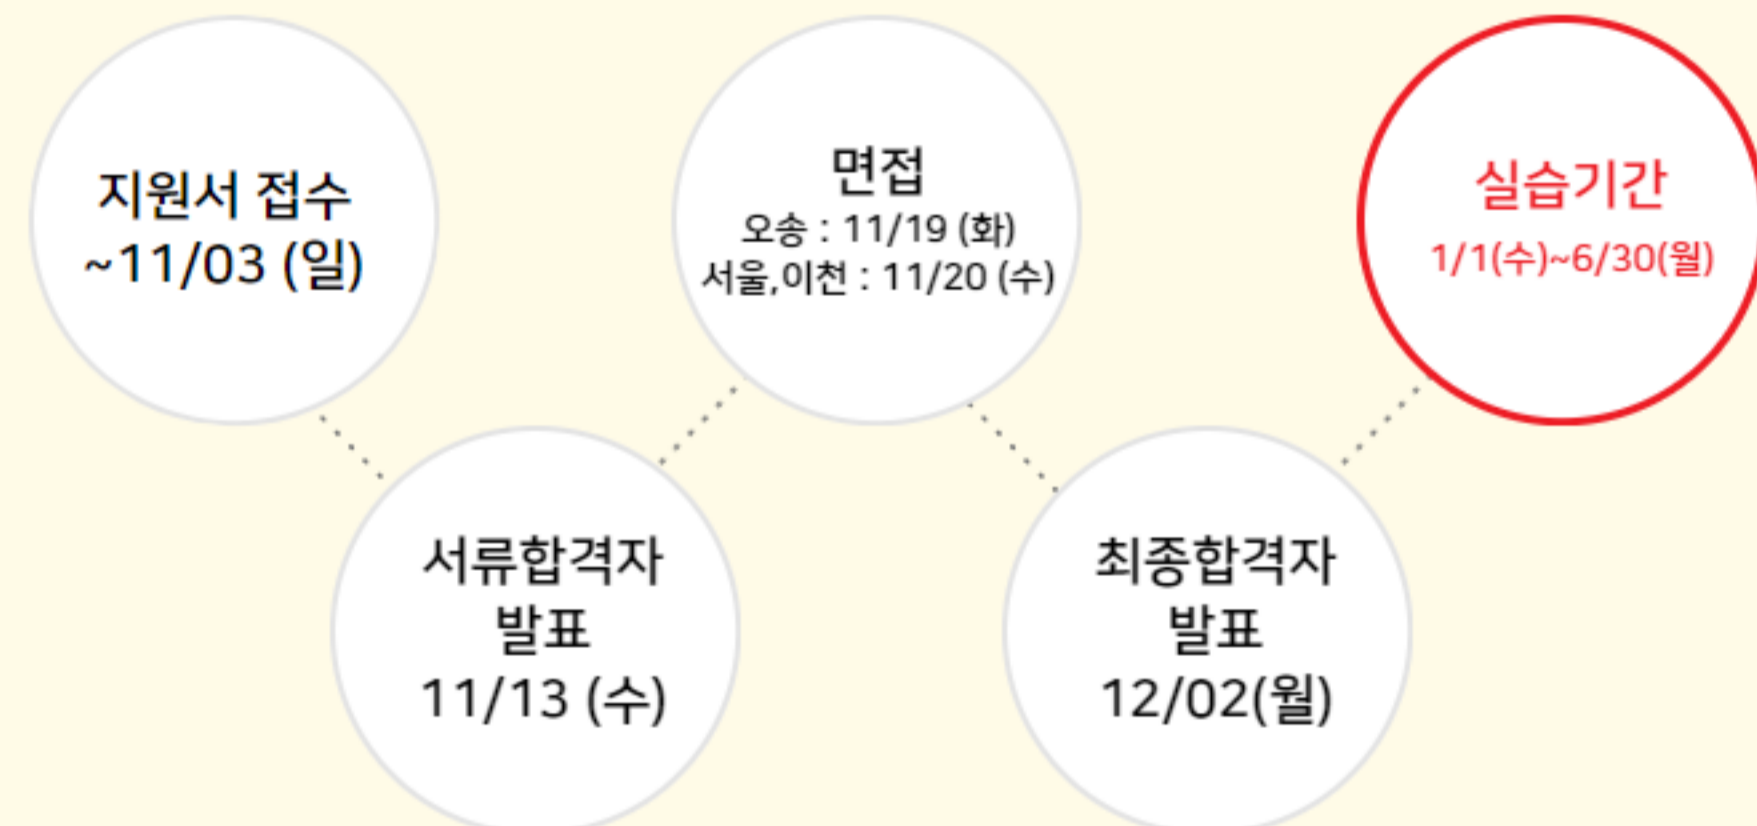 지원서 접수
~11/03 (일)
서류합격자
발표
11/13 (수)
면접
오송 : 11/19 (화)
서울,이천 : 11/20 (수)
최종합격자
발표
12/02(월)
실습기간
1/1(수)~6/30(월)